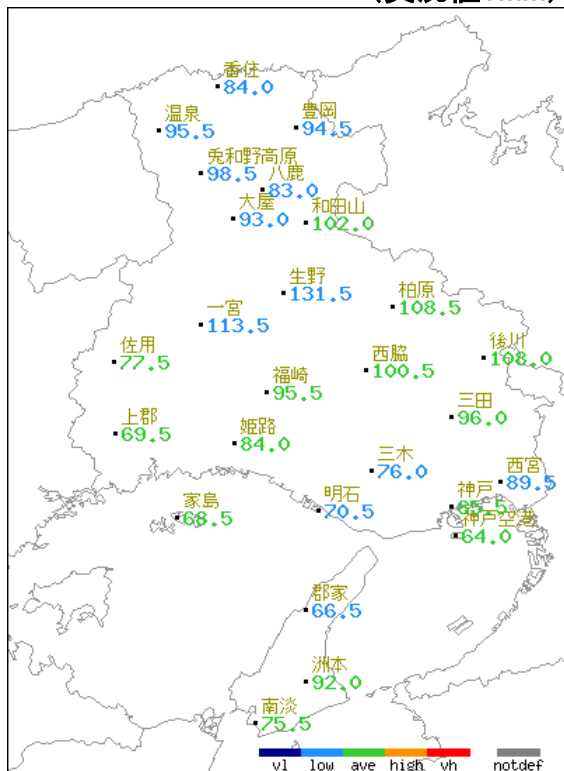 香住
84.0
温泉
95.5
豊岡
94.5
兎和野高原
98.5
八鹿
83.0
大屋
93.0
和田山
102.0
生野
131.5
柏原
108.5
一宮
113.5
佐用
77.5
西脇
100.5
後川
108.0
福崎
95.5
三田
96.0
上郡
69.5
姫路
84.0
三木
76.0
西宮
89.5
家島
68.5
明石
70.5
神戸
65.5
神戸空港
64.0
郡家
66.5
洲本
92.0
南淡
75.5
vl low ave high vh notdef